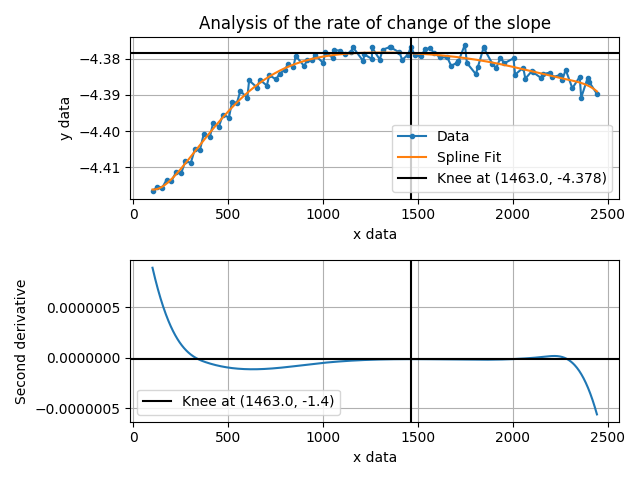 Analysis of the rate of change of the slope
y data
−4.38
−4.39
−4.40
−4.41
Data
Spline Fit
Knee at (1463.0, -4.378)
0 500 1000 1500 2000 2500
x data
Second derivative
0.0000005
0.0000000
−0.0000005
Knee at (1463.0, -1.4)
0 500 1000 1500 2000 2500
x data